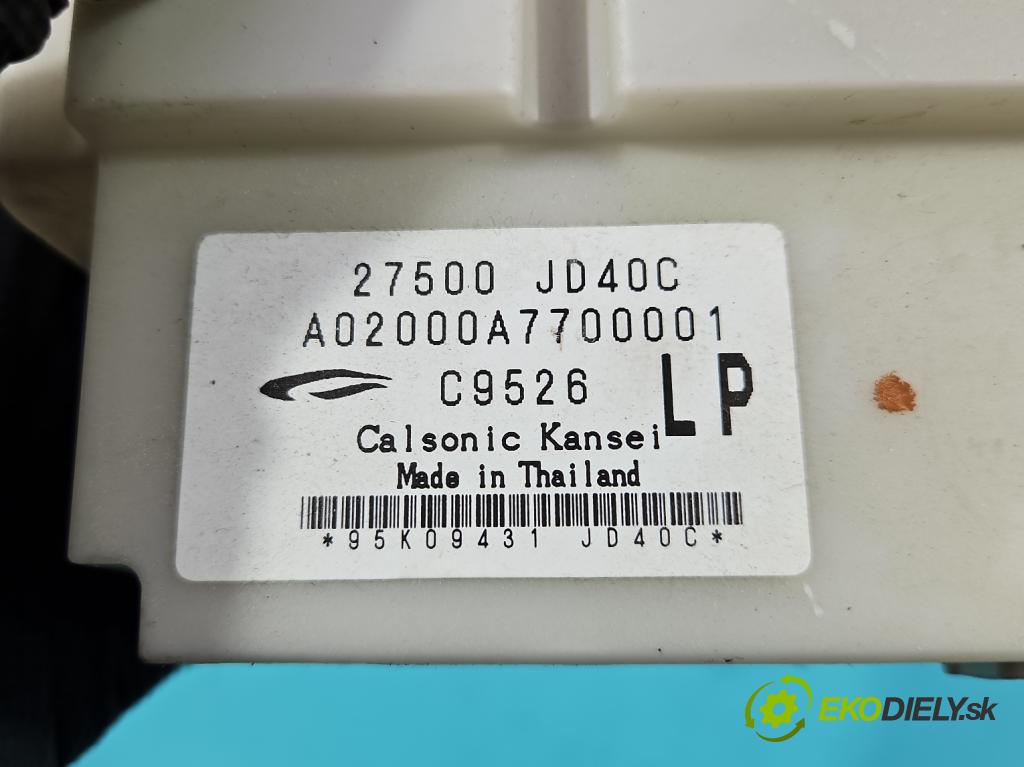 27500 JD40C
A02000A7700001
C9526 LP
Calsonic Kansei
Made in Thailand
*95K09431 JD40C*
EKODIELY.sk